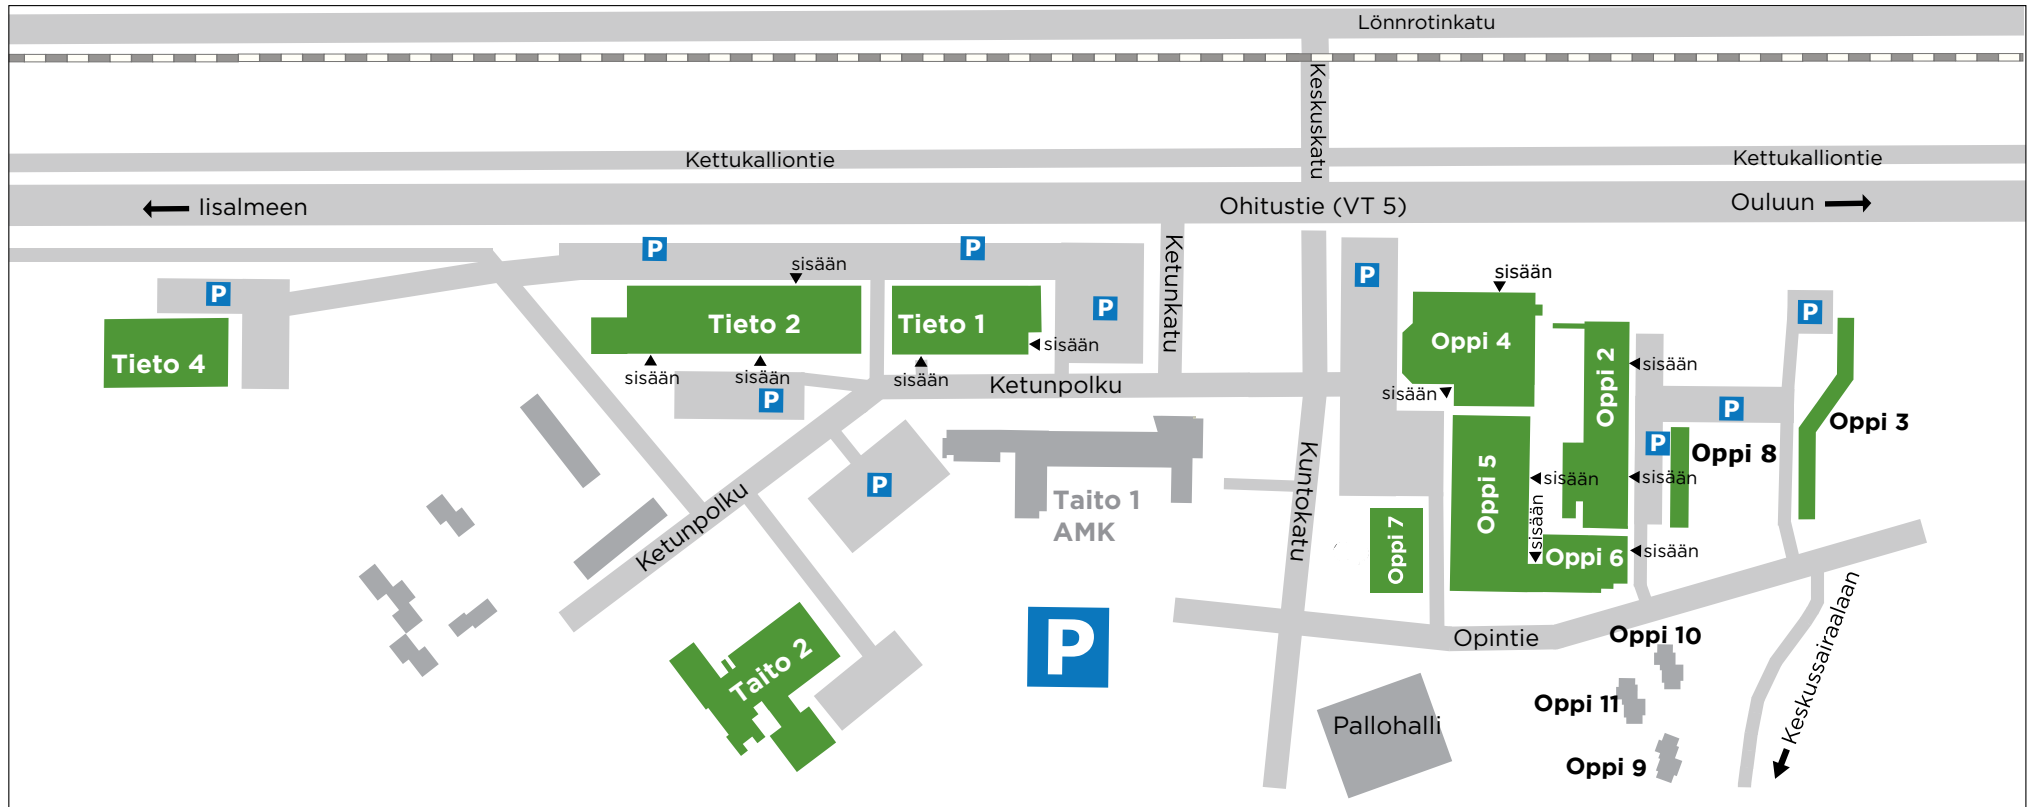 Lönnrotinkatu
Keskuskatu
Kettukalliontie
Kettukalliontie
Iisalmeen
Ohitustie (VT 5)
Ouluun
P
P
P
P
P
P
P
P
P
P
P
P
Ketunkatu
sisään
sisään
Tieto 4
Tieto 2
Tieto 1
sisään
sisään
sisään
sisään
Ketunpolku
Oppi 4
sisään
Oppi 2
sisään
Oppi 3
Oppi 8
Kuntokatu
Taito 1
AMK
Oppi 5
sisään
sisään
sisään
Oppi 7
Oppi 6
sisään
Ketunpolku
Taito 2
Opintie
Oppi 10
Oppi 11
Oppi 9
Pallohalli
Keskussairaalaan